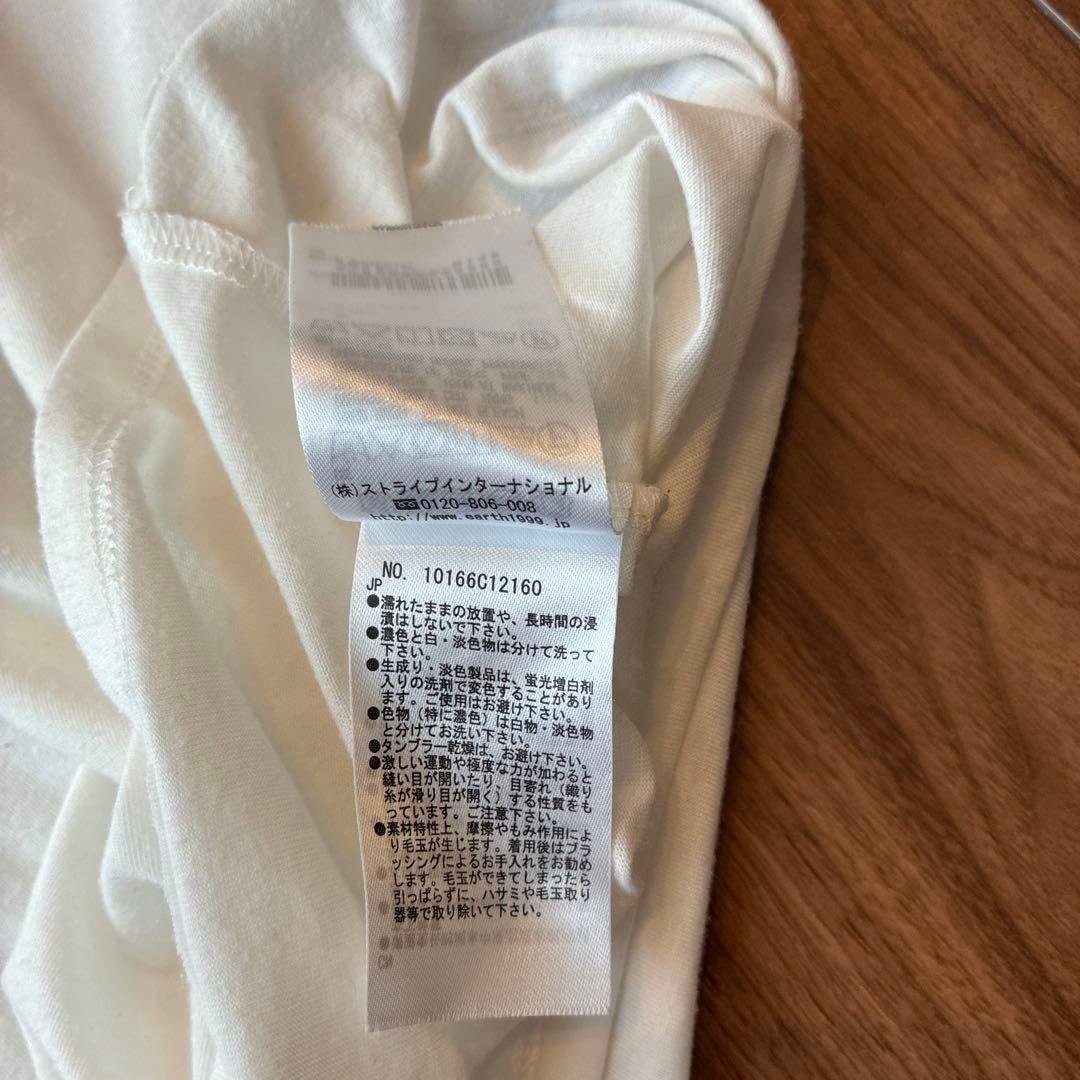 (株)ストライプインターナショナル
0120-806-008
http://www.earth1999.jp
NO. 10166C12160
JP
●濡れたままの放置や、長時間の浸
漬はしないで下さい。
●濃色と白・淡色物は分けて洗って
下さい。
●生成り・淡色製品は、蛍光増白剤
入りの洗剤で変色することがあり
ます。ご使用はお避け下さい。
●色物（特に濃色）は白物・淡色物
と分けてお洗い下さい。
●タンブラー乾燥は、お避け下さい。
●激しい運動や極度な力が加わると
縫い目が開いたり、目寄れ（織り
糸が滑り目が開く）する性質をも
っています。ご注意下さい。
●素材特性上、摩擦やもみ作用によ
り毛玉が生じます。着用後はブラ
ッシングによるお手入れをお勧め
します。毛玉ができてしまったら
引っぱらずに、ハサミや毛玉取り
器等で取り除いて下さい。